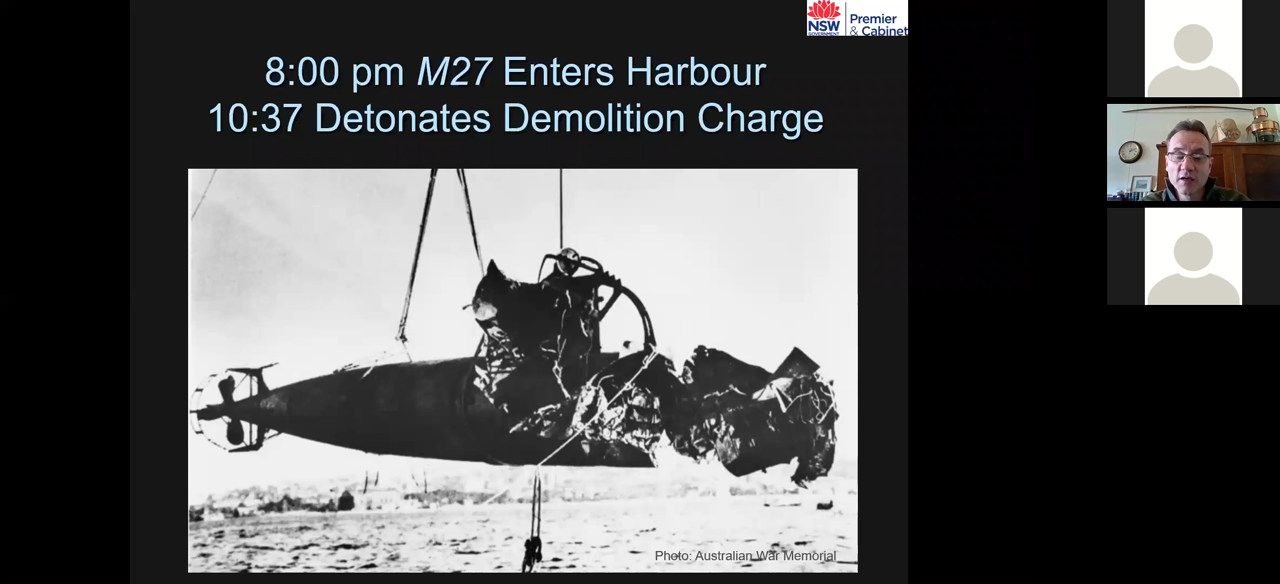 NSW
GOVERNMENT
Premier
& Cabinet
8:00 pm M27 Enters Harbour
10:37 Detonates Demolition Charge
Photo: Australian War Memorial